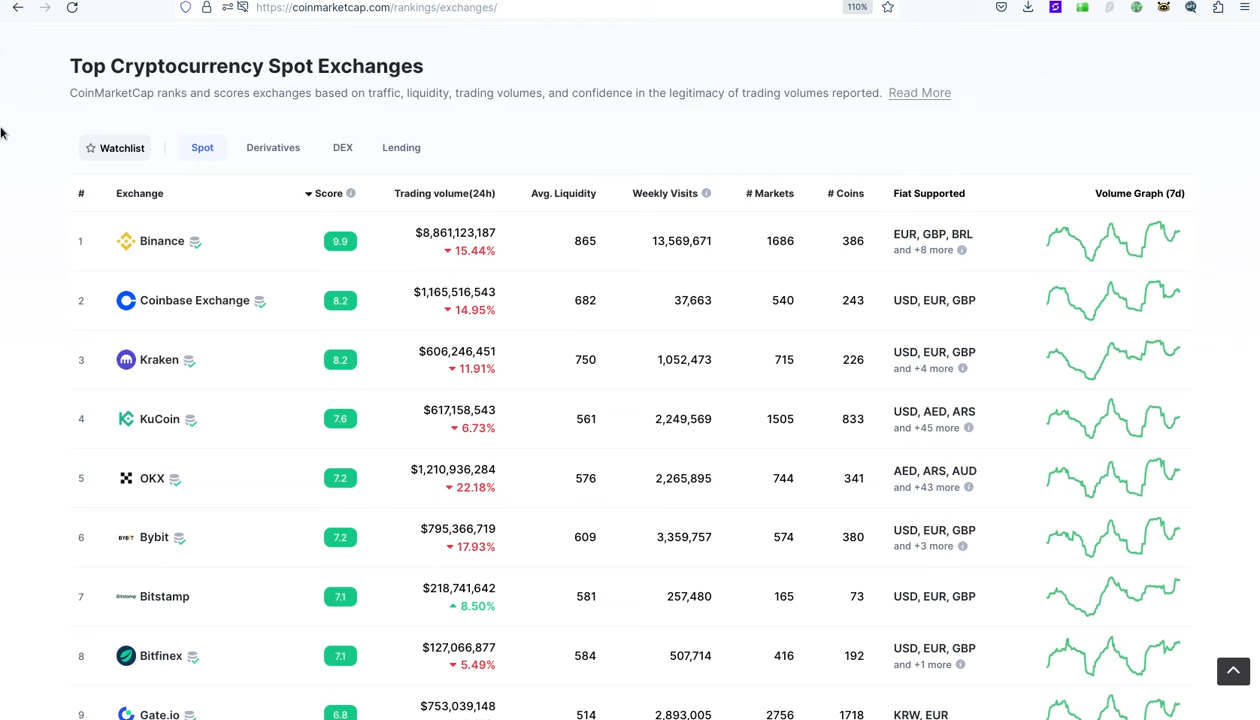 https://coinmarketcap.com/rankings/exchanges/ 110%
Top Cryptocurrency Spot Exchanges
CoinMarketCap ranks and scores exchanges based on traffic, liquidity, trading volumes, and confidence in the legitimacy of trading volumes reported. Read More
Watchlist Spot Derivatives DEX Lending
# Exchange Score Trading volume(24h) Avg. Liquidity Weekly Visits # Markets # Coins Fiat Supported Volume Graph (7d)
1 Binance 9.9 $8,861,123,187 865 13,569,671 1686 386 EUR, GBP, BRL
15.44% and +8 more
2 Coinbase Exchange 8.2 $1,165,516,543 682 37,663 540 243 USD, EUR, GBP
14.95%
3 Kraken 8.2 $606,246,451 750 1,052,473 715 226 USD, EUR, GBP
11.91% and +4 more
4 KuCoin 7.6 $617,158,543 561 2,249,569 1505 833 USD, AED, ARS
6.73% and +45 more
5 OKX 7.2 $1,210,936,284 576 2,265,895 744 341 AED, ARS, AUD
22.18% and +43 more
6 BYBIT Bybit 7.2 $795,366,719 609 3,359,757 574 380 USD, EUR, GBP
17.93% and +3 more
7 Bitstamp Bitstamp 7.1 $218,741,642 581 257,480 165 73 USD, EUR, GBP
8.50%
8 Bitfinex 7.1 $127,066,877 584 507,714 416 192 USD, EUR, GBP
5.49% and +1 more
9 Gate.io 6.8 $753,039,148 514 2,893,005 2756 1718 KRW, EUR